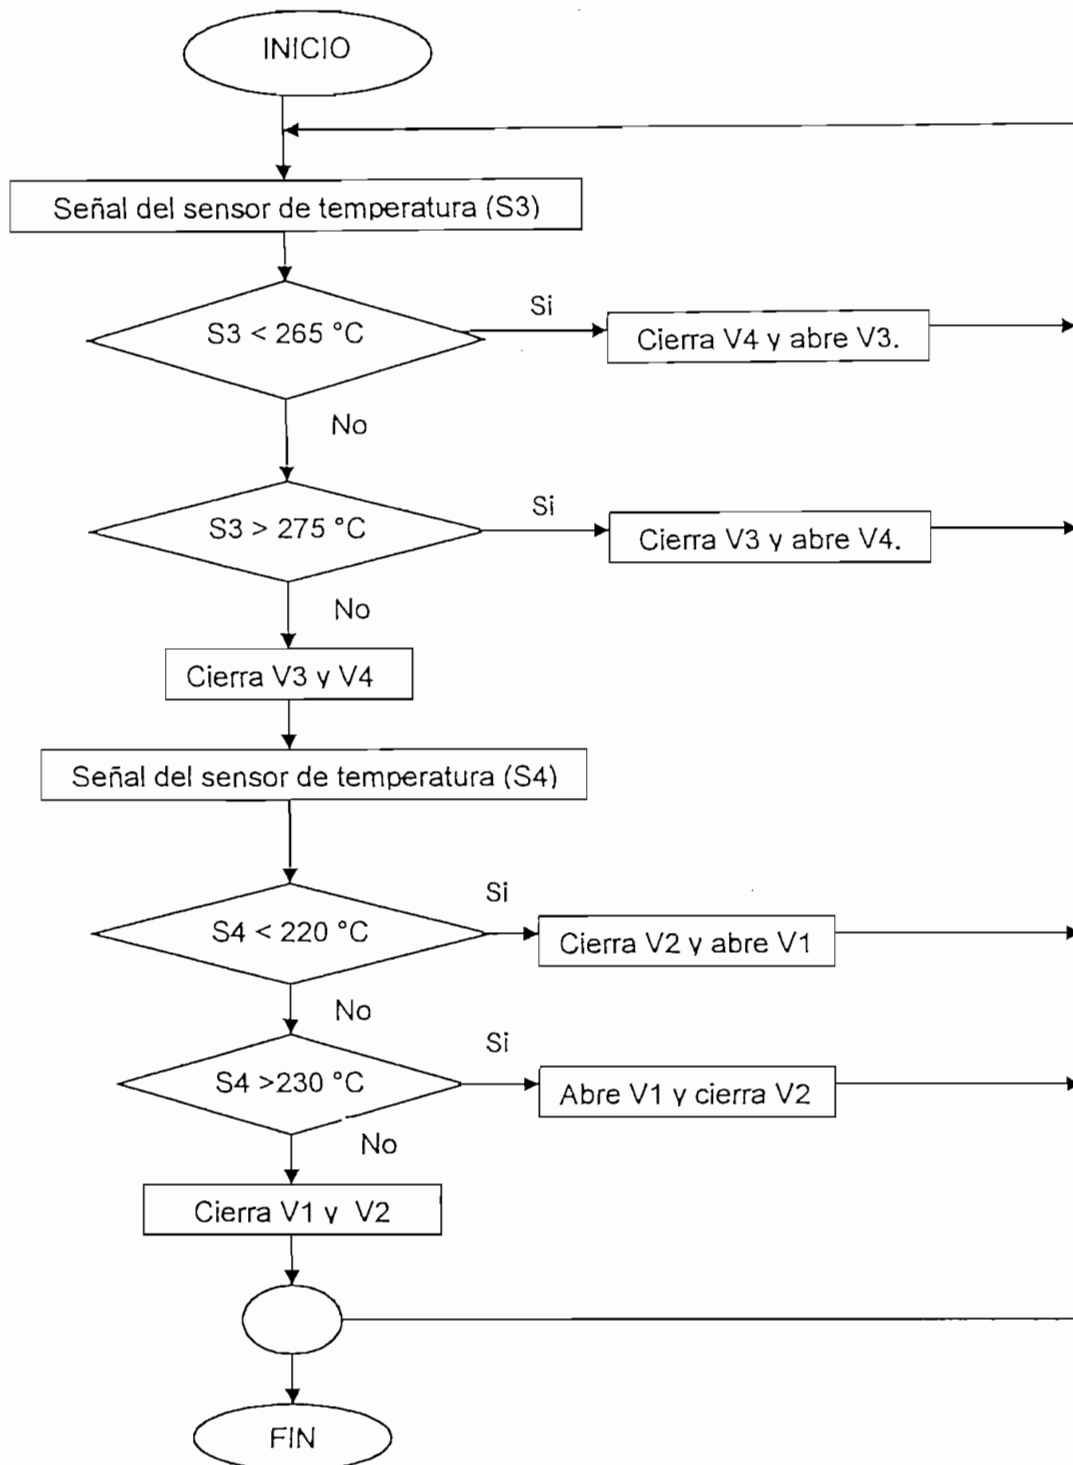 INICIO
Señal del sensor de temperatura (S3)
S3 < 265 °C
Si
Cierra V4 y abre V3.
No
S3 > 275 °C
Si
Cierra V3 y abre V4.
No
Cierra V3 y V4
Señal del sensor de temperatura (S4)
S4 < 220 °C
Si
Cierra V2 y abre V1
No
S4 >230 °C
Si
Abre V1 y cierra V2
No
Cierra V1 y V2
FIN